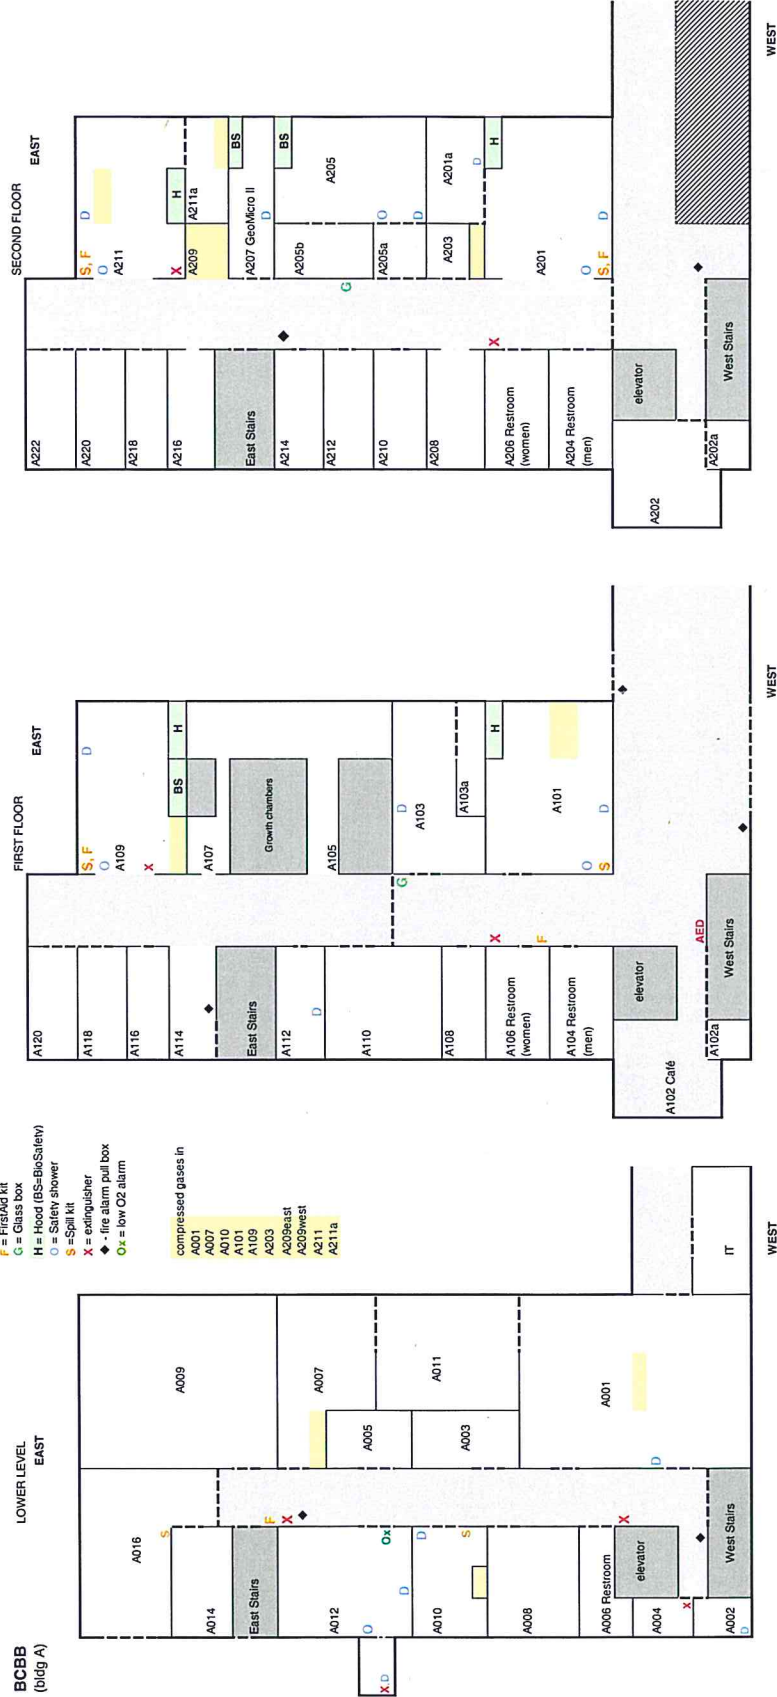 BCBB
(bldg A)
LOWER LEVEL
EAST
A016
S
A009
A014
East Stairs
F
X
A007
A012
Ox
A005
D
O
X
D
A010
D
S
A011
A003
A008
A001
A006 Restroom
X
elevator
D
A004
X
A002
D
West Stairs
IT
WEST
F = FirstAid kit
G = Glass box
H = Hood (BS=BioSafety)
O = Safety shower
S =Spill kit
X = extinguisher
- fire alarm pull box
Ox = low O2 alarm
compressed gases in
A001
A007
A010
A101
A109
A203
A209east
A209west
A211
A211a
FIRST FLOOR
EAST
A120
A118
A116
A114
East Stairs
A112
D
A110
A108
A106 Restroom
(women)
A104 Restroom
(men)
elevator
A102 Café
A102a
West Stairs
AED
X
F
G
S, F
O
D
A109
X
BS
H
A107
Growth chambers
A105
D
A103
A103a
H
A101
O
S
D
WEST
SECOND FLOOR
EAST
A222
A220
A218
A216
East Stairs
A214
A212
A210
A208
A206 Restroom
(women)
A204 Restroom
(men)
elevator
A202
A202a
West Stairs
X
G
S, F
O
D
A211
X
H
A209
A211a
BS
A207 GeoMicro II
D
BS
A205b
A205
A205a
O
D
A203
A201a
D
H
A201
O
S, F
D
WEST